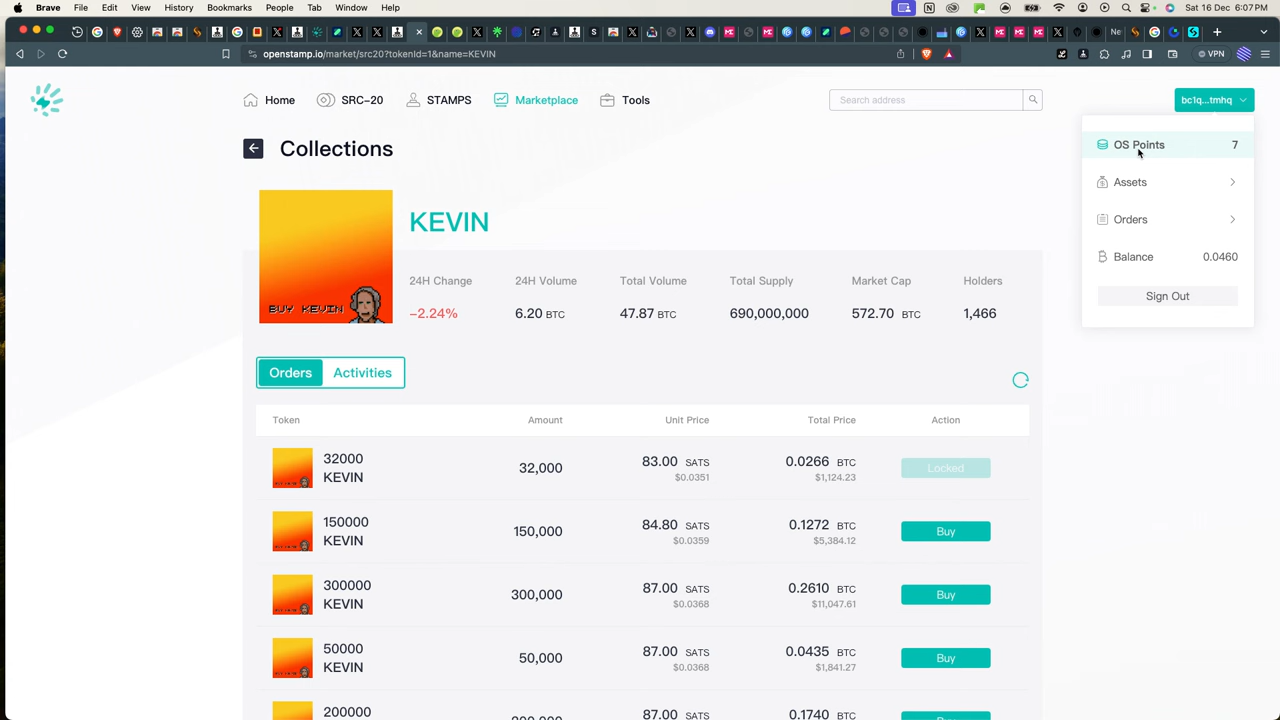 Brave File Edit View History Bookmarks People Tab Window Help Sat 16 Dec 6:07PM
Ne
openstamp.io/market/src20?tokenId=1&name=KEVIN VPN
Home SRC-20 STAMPS Marketplace Tools Search address bc1q...tmhq
Collections
OS Points 7
Assets
Orders
Balance 0.0460
Sign Out
BUY KEVIN
KEVIN
24H Change 24H Volume Total Volume Total Supply Market Cap Holders
-2.24% 6.20 BTC 47.87 BTC 690,000,000 572.70 BTC 1,466
Orders Activities
Token Amount Unit Price Total Price Action
32000 KEVIN 32,000 83.00 SATS $0.0351 0.0266 BTC $1,124.23 Locked
150000 KEVIN 150,000 84.80 SATS $0.0359 0.1272 BTC $5,384.12 Buy
300000 KEVIN 300,000 87.00 SATS $0.0368 0.2610 BTC $11,047.61 Buy
50000 KEVIN 50,000 87.00 SATS $0.0368 0.0435 BTC $1,841.27 Buy
200000 200,000 87.00 SATS 0.1740 BTC Buy